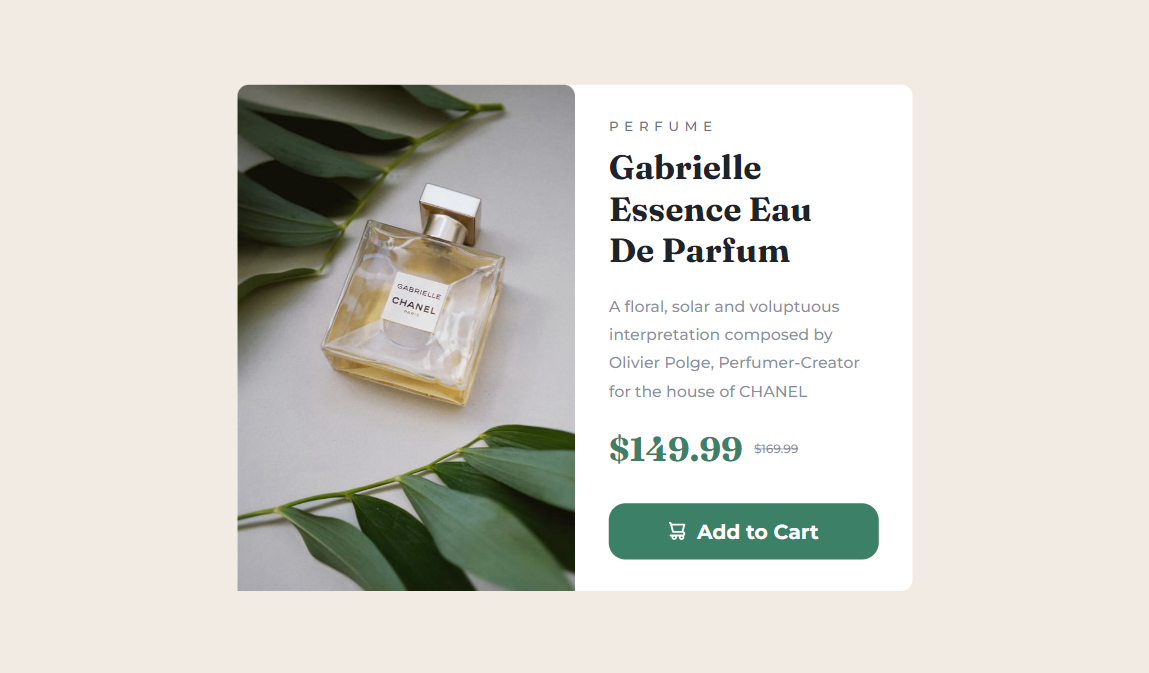 GABRIELLE
CHANEL
PARIS
PERFUME
Gabrielle
Essence Eau
De Parfum
A floral, solar and voluptuous
interpretation composed by
Olivier Polge, Perfumer-Creator
for the house of CHANEL
$149.99 $169.99
Add to Cart